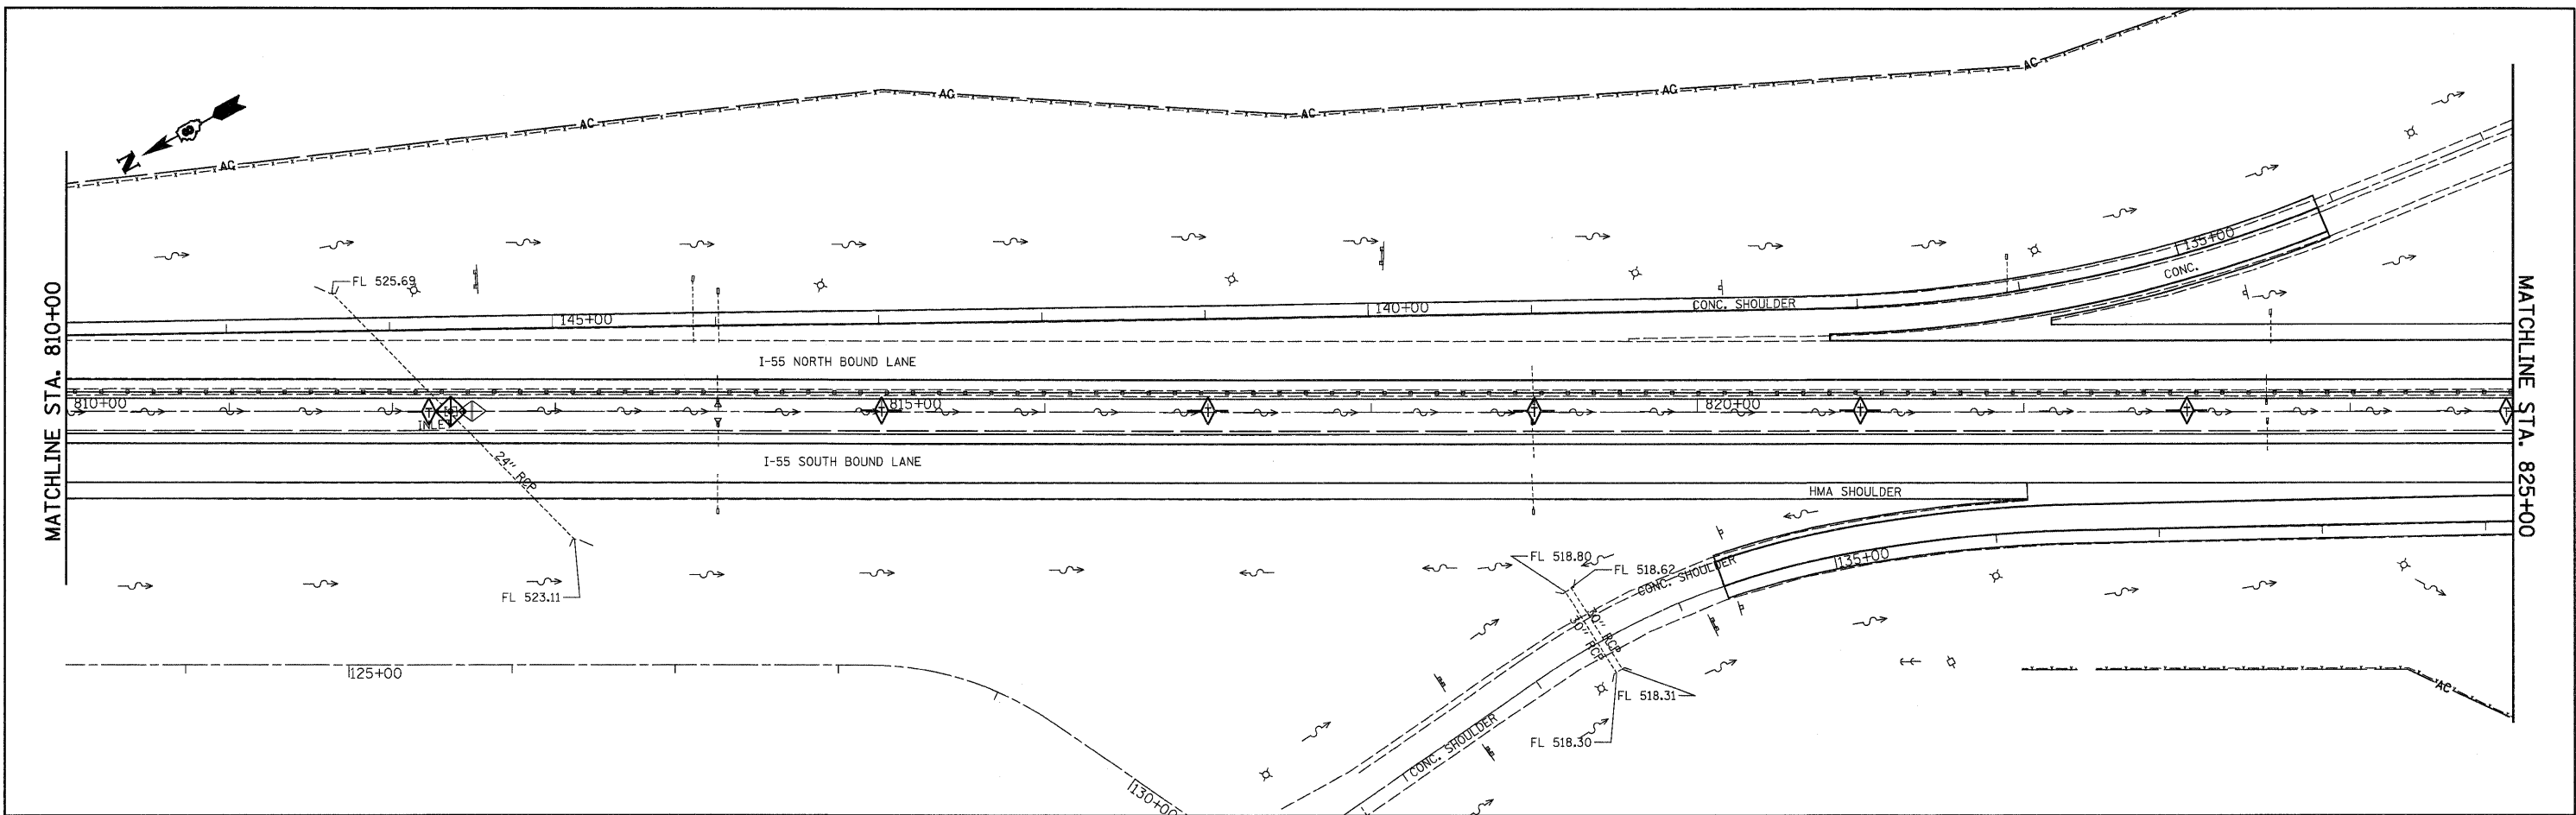 AC
AC
AC
AC
AC
AC
N
MATCHLINE STA. 810+00
FL 525.69
145+00
140+00
CONC. SHOULDER
135+00
CONC.
I-55 NORTH BOUND LANE
810+00
815+00
820+00
INLET
I-55 SOUTH BOUND LANE
24" RCP
HMA SHOULDER
MATCHLINE STA. 825+00
FL 523.11
FL 518.80
FL 518.62
CONC. SHOULDER
135+00
30" RCP
30" RCP
125+00
FL 518.31
FL 518.30
CONC. SHOULDER
130+00
AC